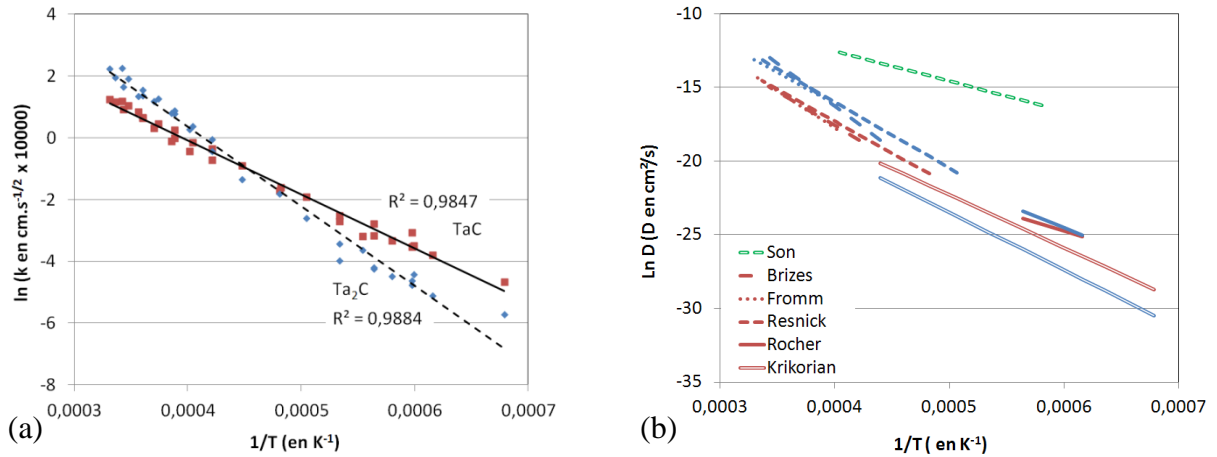 ln (k en cm.s-1/2 x 10000)
4
2
0
-2
-4
-6
-8
R² = 0,9847
TaC
Ta₂C
R² = 0,9884
0,0003
0,0004
0,0005
0,0006
0,0007
1/T (en K-1)
(a)
Ln D (D en cm²/s)
-10
-15
-20
-25
-30
-35
Son
Brizes
Fromm
Resnick
Rocher
Krikorian
0,0003
0,0004
0,0005
0,0006
0,0007
1/T ( en K-1)
(b)